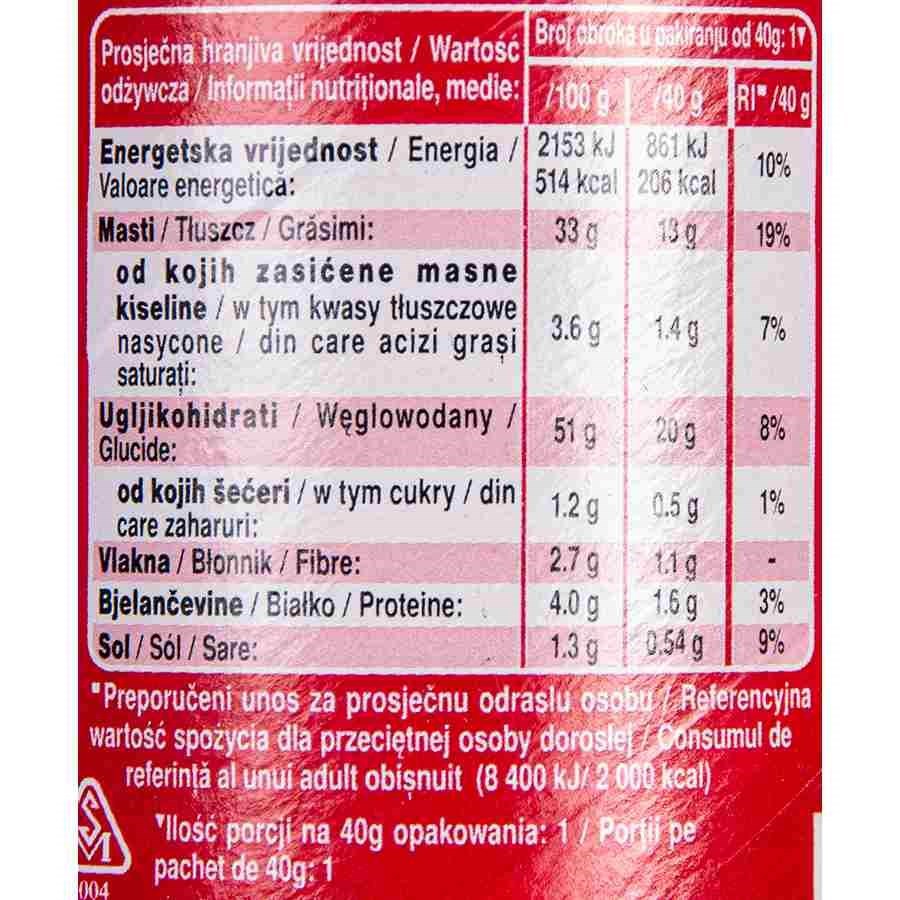 Prosječna hranjiva vrijednost / Wartość
odżywcza / Informații nutriționale, medie:
Broj obroka u pakiranju od 40g: 1▼
/100 g /40 g RI■ /40 g
Energetska vrijednost / Energia / 2153 kJ 861 kJ
Valoare energetică: 514 kcal 206 kcal 10%
Masti / Tłuszcz / Grăsimi: 33 g 13 g 19%
od kojih zasićene masne
kiseline / w tym kwasy tłuszczowe
nasycone / din care acizi grași 3.6 g 1.4 g 7%
saturați:
Ugljikohidrati / Węglowodany / 51 g 20 g 8%
Glucide:
od kojih šećeri / w tym cukry / din 1.2 g 0.5 g 1%
care zaharuri:
Vlakna / Błonnik / Fibre: 2.7 g 1.1 g -
Bjelančevine / Białko / Proteine: 4.0 g 1.6 g 3%
Sol / Sól / Sare: 1.3 g 0.54 g 9%
■Preporučeni unos za prosječnu odraslu osobu / Referencyjna
wartość spożycia dla przeciętnej osoby dorosłej / Consumul de
referință al unui adult obișnuit (8 400 kJ/ 2 000 kcal)
▼Ilość porcji na 40g opakowania: 1 / Porții pe
pachet de 40g: 1
004